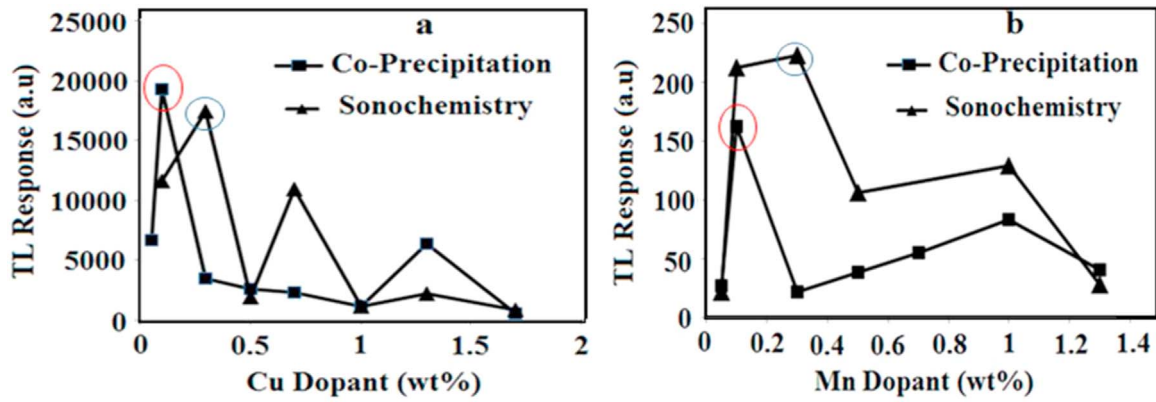 a
TL Response (a.u)
25000
20000
15000
10000
5000
0
Co-Precipitation
Sonochemistry
0 0.5 1 1.5 2
Cu Dopant (wt%)
b
TL Response (a.u)
250
200
150
100
50
0
Co-Precipitation
Sonochemistry
0 0.2 0.4 0.6 0.8 1 1.2 1.4
Mn Dopant (wt%)